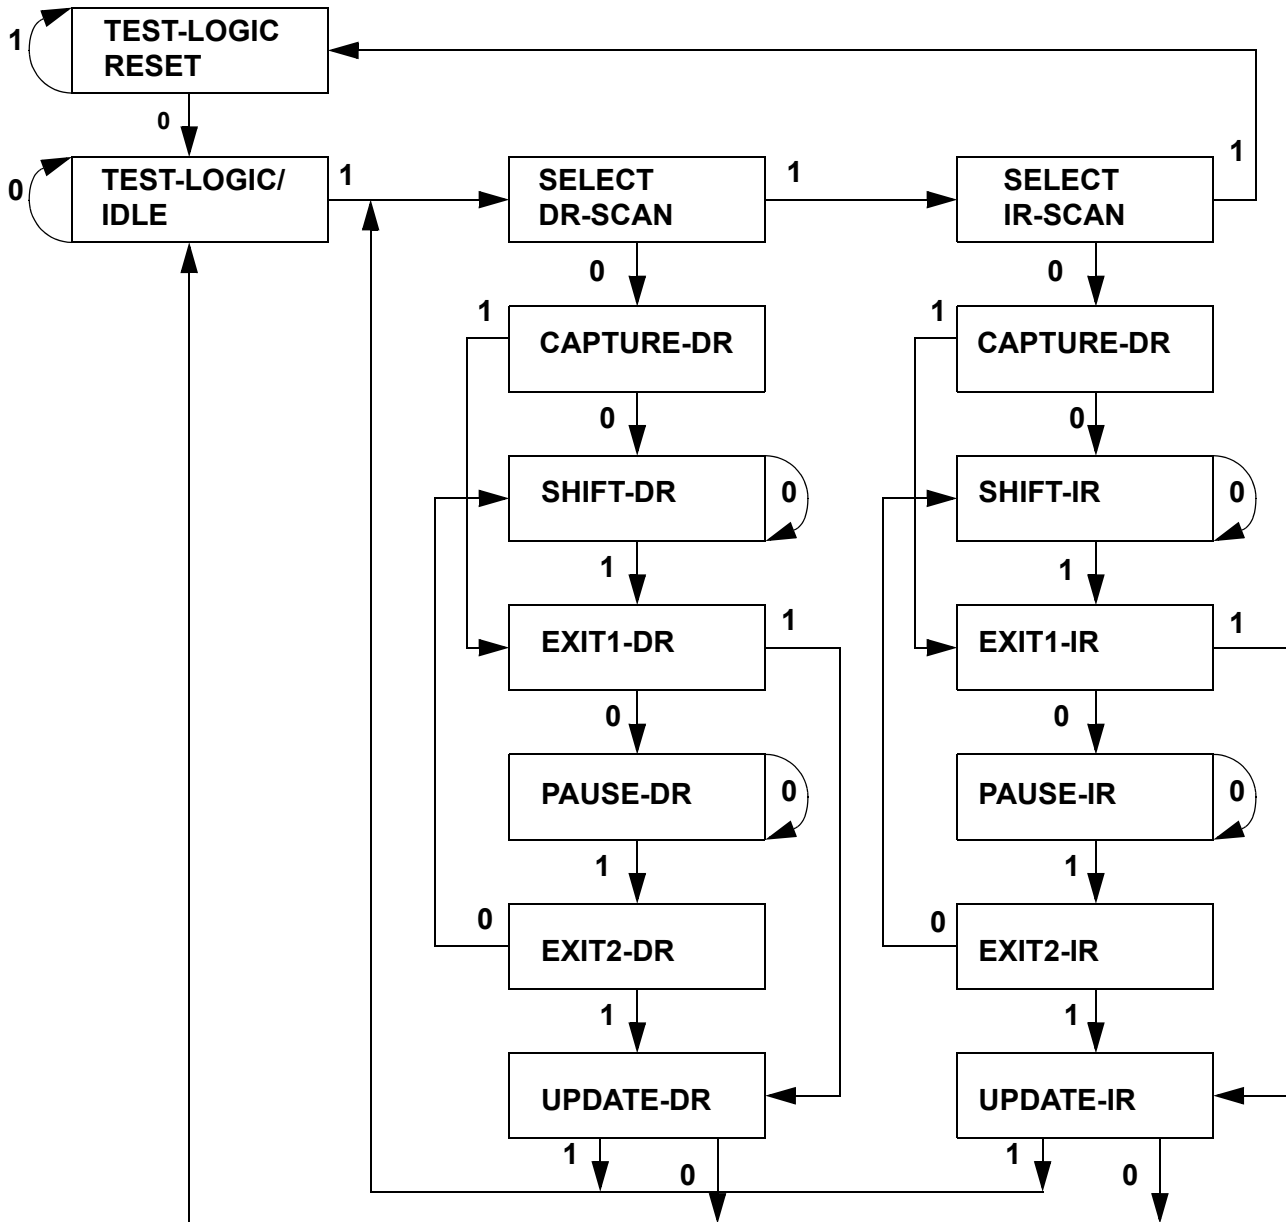 1
TEST-LOGIC
RESET
0
0
TEST-LOGIC/
IDLE
1
SELECT
DR-SCAN
1
SELECT
IR-SCAN
1
0
0
1
CAPTURE-DR
1
CAPTURE-DR
0
0
SHIFT-DR
0
SHIFT-IR
0
1
1
EXIT1-DR
1
EXIT1-IR
1
0
0
PAUSE-DR
0
PAUSE-IR
0
1
1
0
EXIT2-DR
0
EXIT2-IR
1
1
UPDATE-DR
UPDATE-IR
1
0
1
0